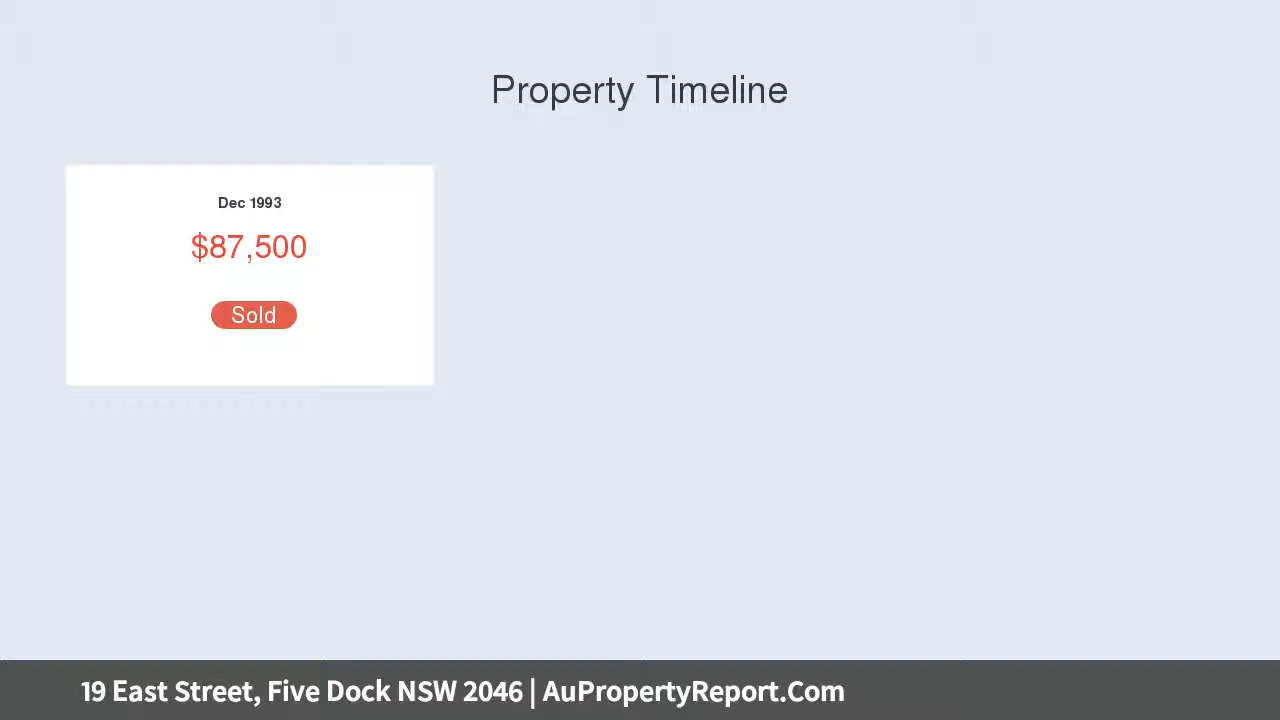 Property Timeline
Dec 1993
$87,500
Sold
19 East Street, Five Dock NSW 2046 | AuPropertyReport.Com